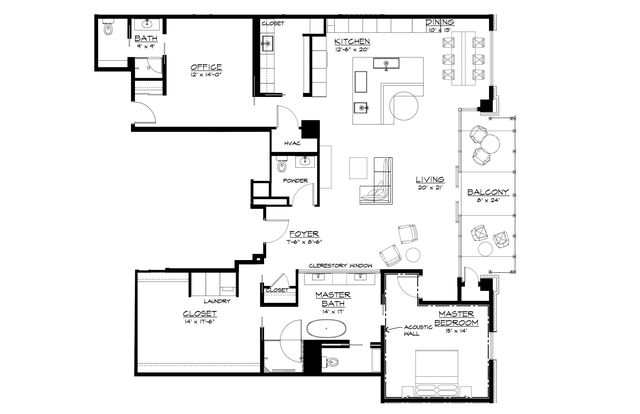 BATH
9' x 9'
OFFICE
12' x 14'-0"
CLOSET
KITCHEN
12'-6" x 20'
DINING
10' x 13'
HVAC
POWDER
LIVING
20' x 21'
BALCONY
8' x 24'
FOYER
7'-6" x 8'-6"
CLERESTORY WINDOW
CLOSET
LAUNDRY
CLOSET
14' x 17'-6"
MASTER
BATH
14' x 17'
ACOUSTIC
WALL
MASTER
BEDROOM
13' x 14'